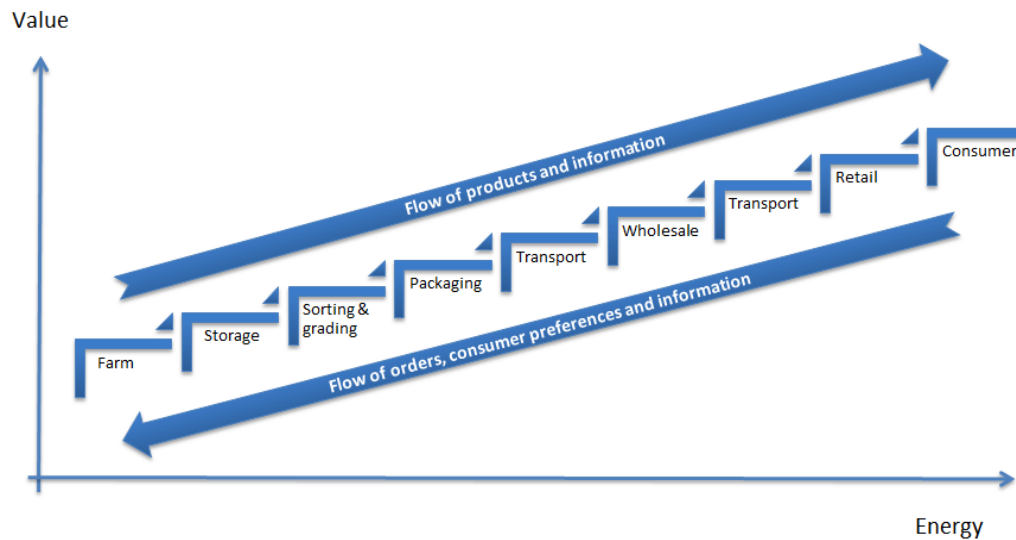 Value
Flow of products and information
Consumer
Retail
Transport
Wholesale
Transport
Packaging
Sorting &
grading
Storage
Farm
Flow of orders, consumer preferences and information
Energy